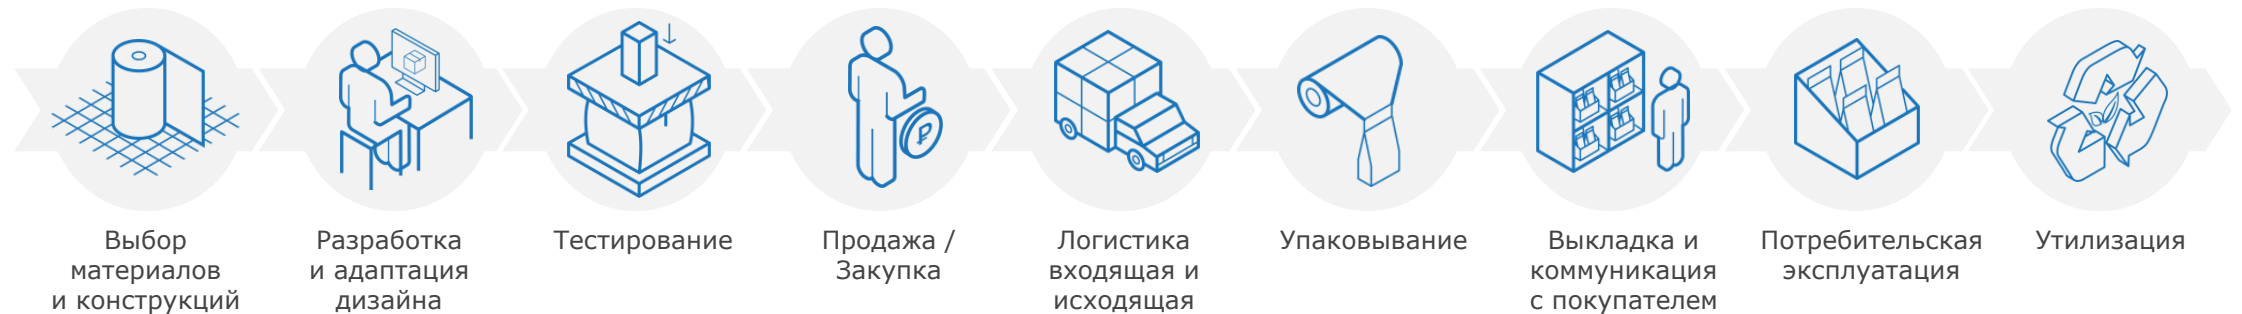 Выбор
материалов
и конструкций
Разработка
и адаптация
дизайна
Тестирование
₽
Продажа /
Закупка
Логистика
входящая и
исходящая
Упаковывание
Выкладка и
коммуникация
с покупателем
Потребительская
эксплуатация
Утилизация